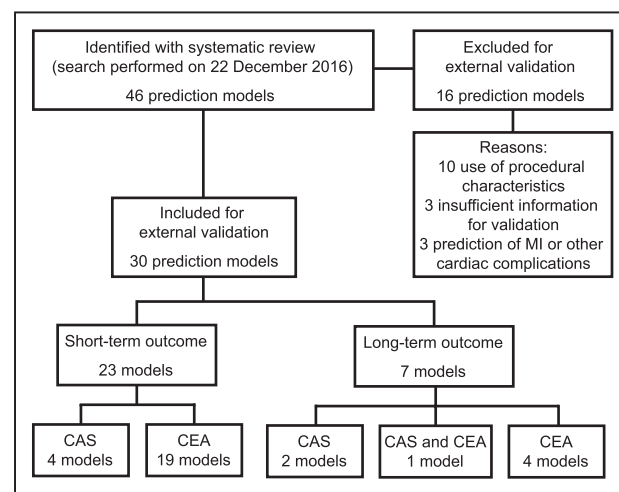 Identified with systematic review
(search performed on 22 December 2016)
46 prediction models
Excluded for
external validation
16 prediction models
Reasons:
10 use of procedural
characteristics
3 insufficient information
for validation
3 prediction of MI or other
cardiac complications
Included for
external validation
30 prediction models
Short-term outcome
23 models
Long-term outcome
7 models
CAS
4 models
CEA
19 models
CAS
2 models
CAS and CEA
1 model
CEA
4 models